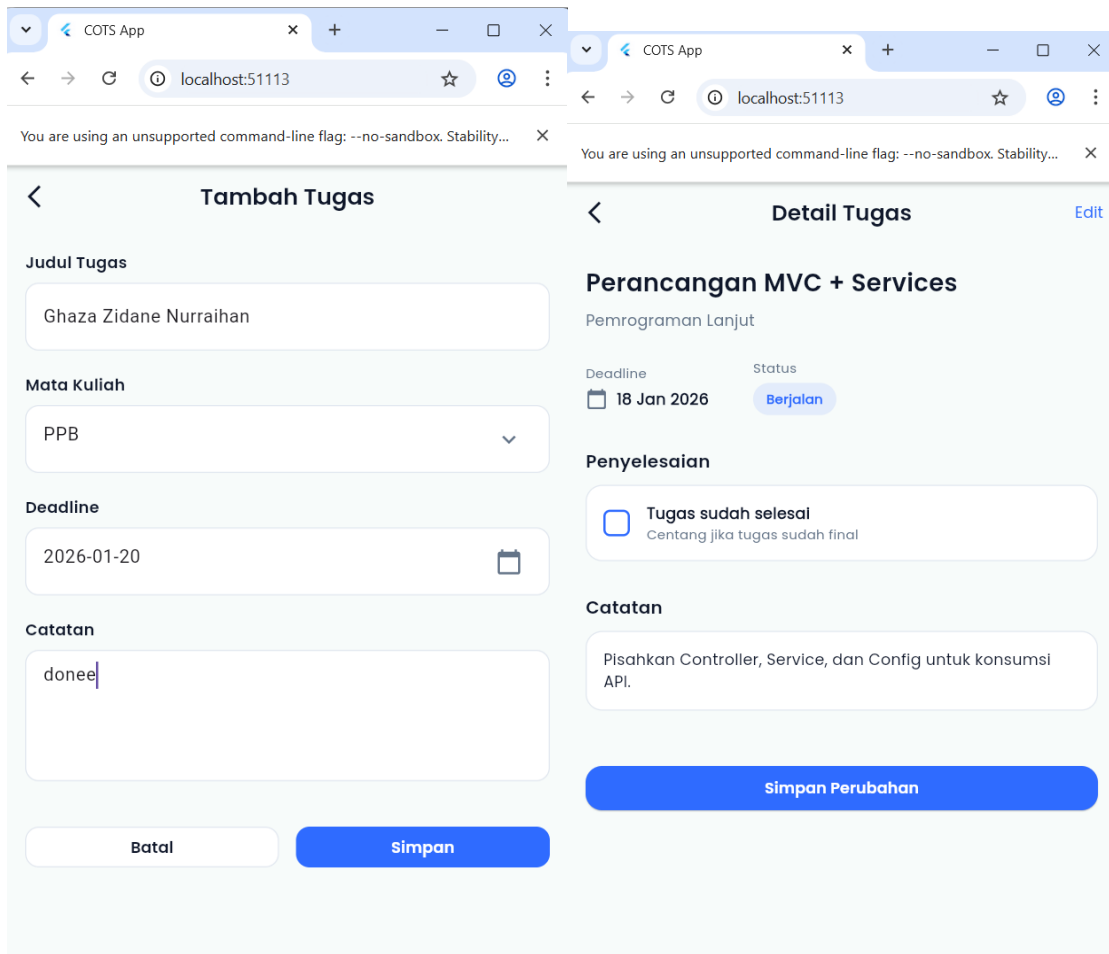 COTS App
localhost:51113
You are using an unsupported command-line flag: --no-sandbox. Stability...
Tambah Tugas
Judul Tugas
Ghaza Zidane Nurraihan
Mata Kuliah
PPB
Deadline
2026-01-20
Catatan
donee
Batal
Simpan
COTS App
localhost:51113
You are using an unsupported command-line flag: --no-sandbox. Stability...
Detail Tugas
Edit
Perancangan MVC + Services
Pemrograman Lanjut
Deadline
Status
18 Jan 2026
Berjalan
Penyelesaian
Tugas sudah selesai
Centang jika tugas sudah final
Catatan
Pisahkan Controller, Service, dan Config untuk konsumsi
API.
Simpan Perubahan